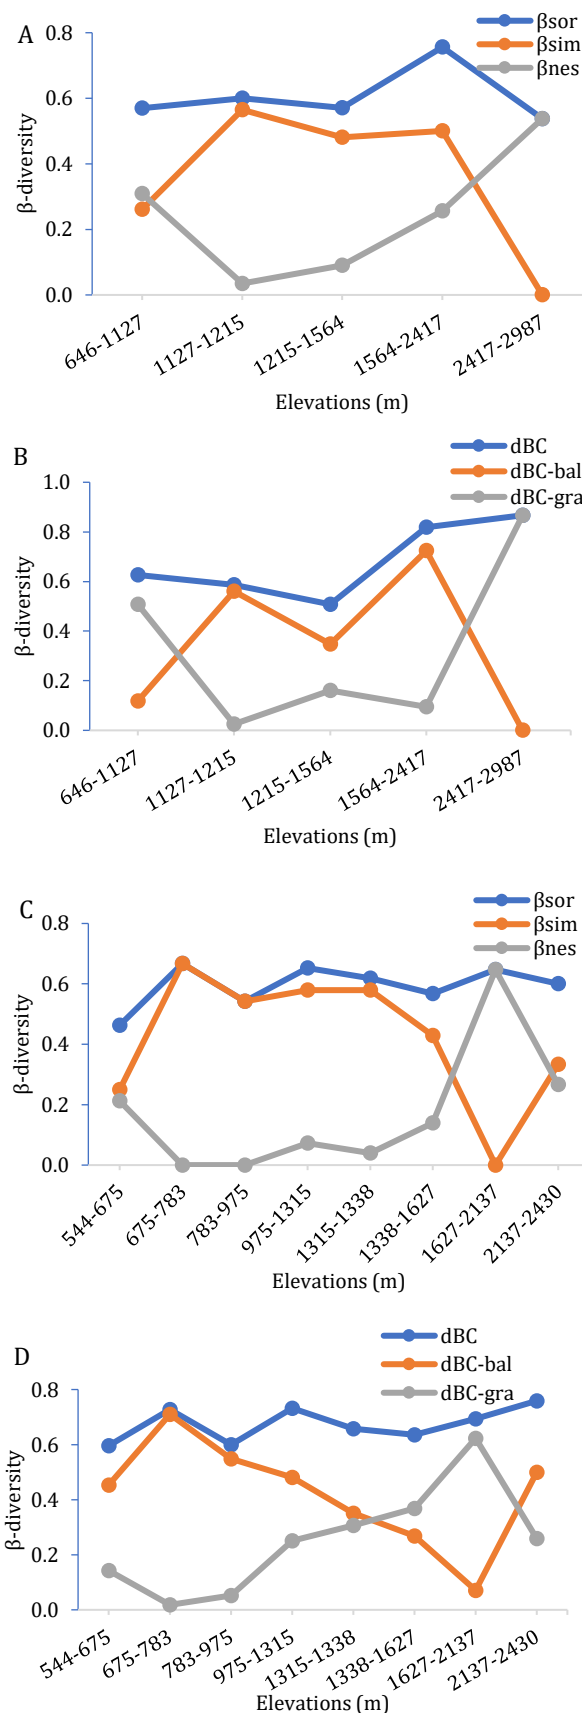 A
βsor
βsim
βnes
β-diversity
0.8
0.6
0.4
0.2
0.0
646-1127
1127-1215
1215-1564
1564-2417
2417-2987
Elevations (m)
B
dBC
dBC-bal
dBC-gra
β-diversity
1.0
0.8
0.6
0.4
0.2
0.0
646-1127
1127-1215
1215-1564
1564-2417
2417-2987
Elevations (m)
C
βsor
βsim
βnes
β-diversity
0.8
0.6
0.4
0.2
0.0
544-675
675-783
783-975
975-1315
1315-1338
1338-1627
1627-2137
2137-2430
Elevations (m)
D
dBC
dBC-bal
dBC-gra
β-diversity
0.8
0.6
0.4
0.2
0.0
544-675
675-783
783-975
975-1315
1315-1338
1338-1627
1627-2137
2137-2430
Elevations (m)